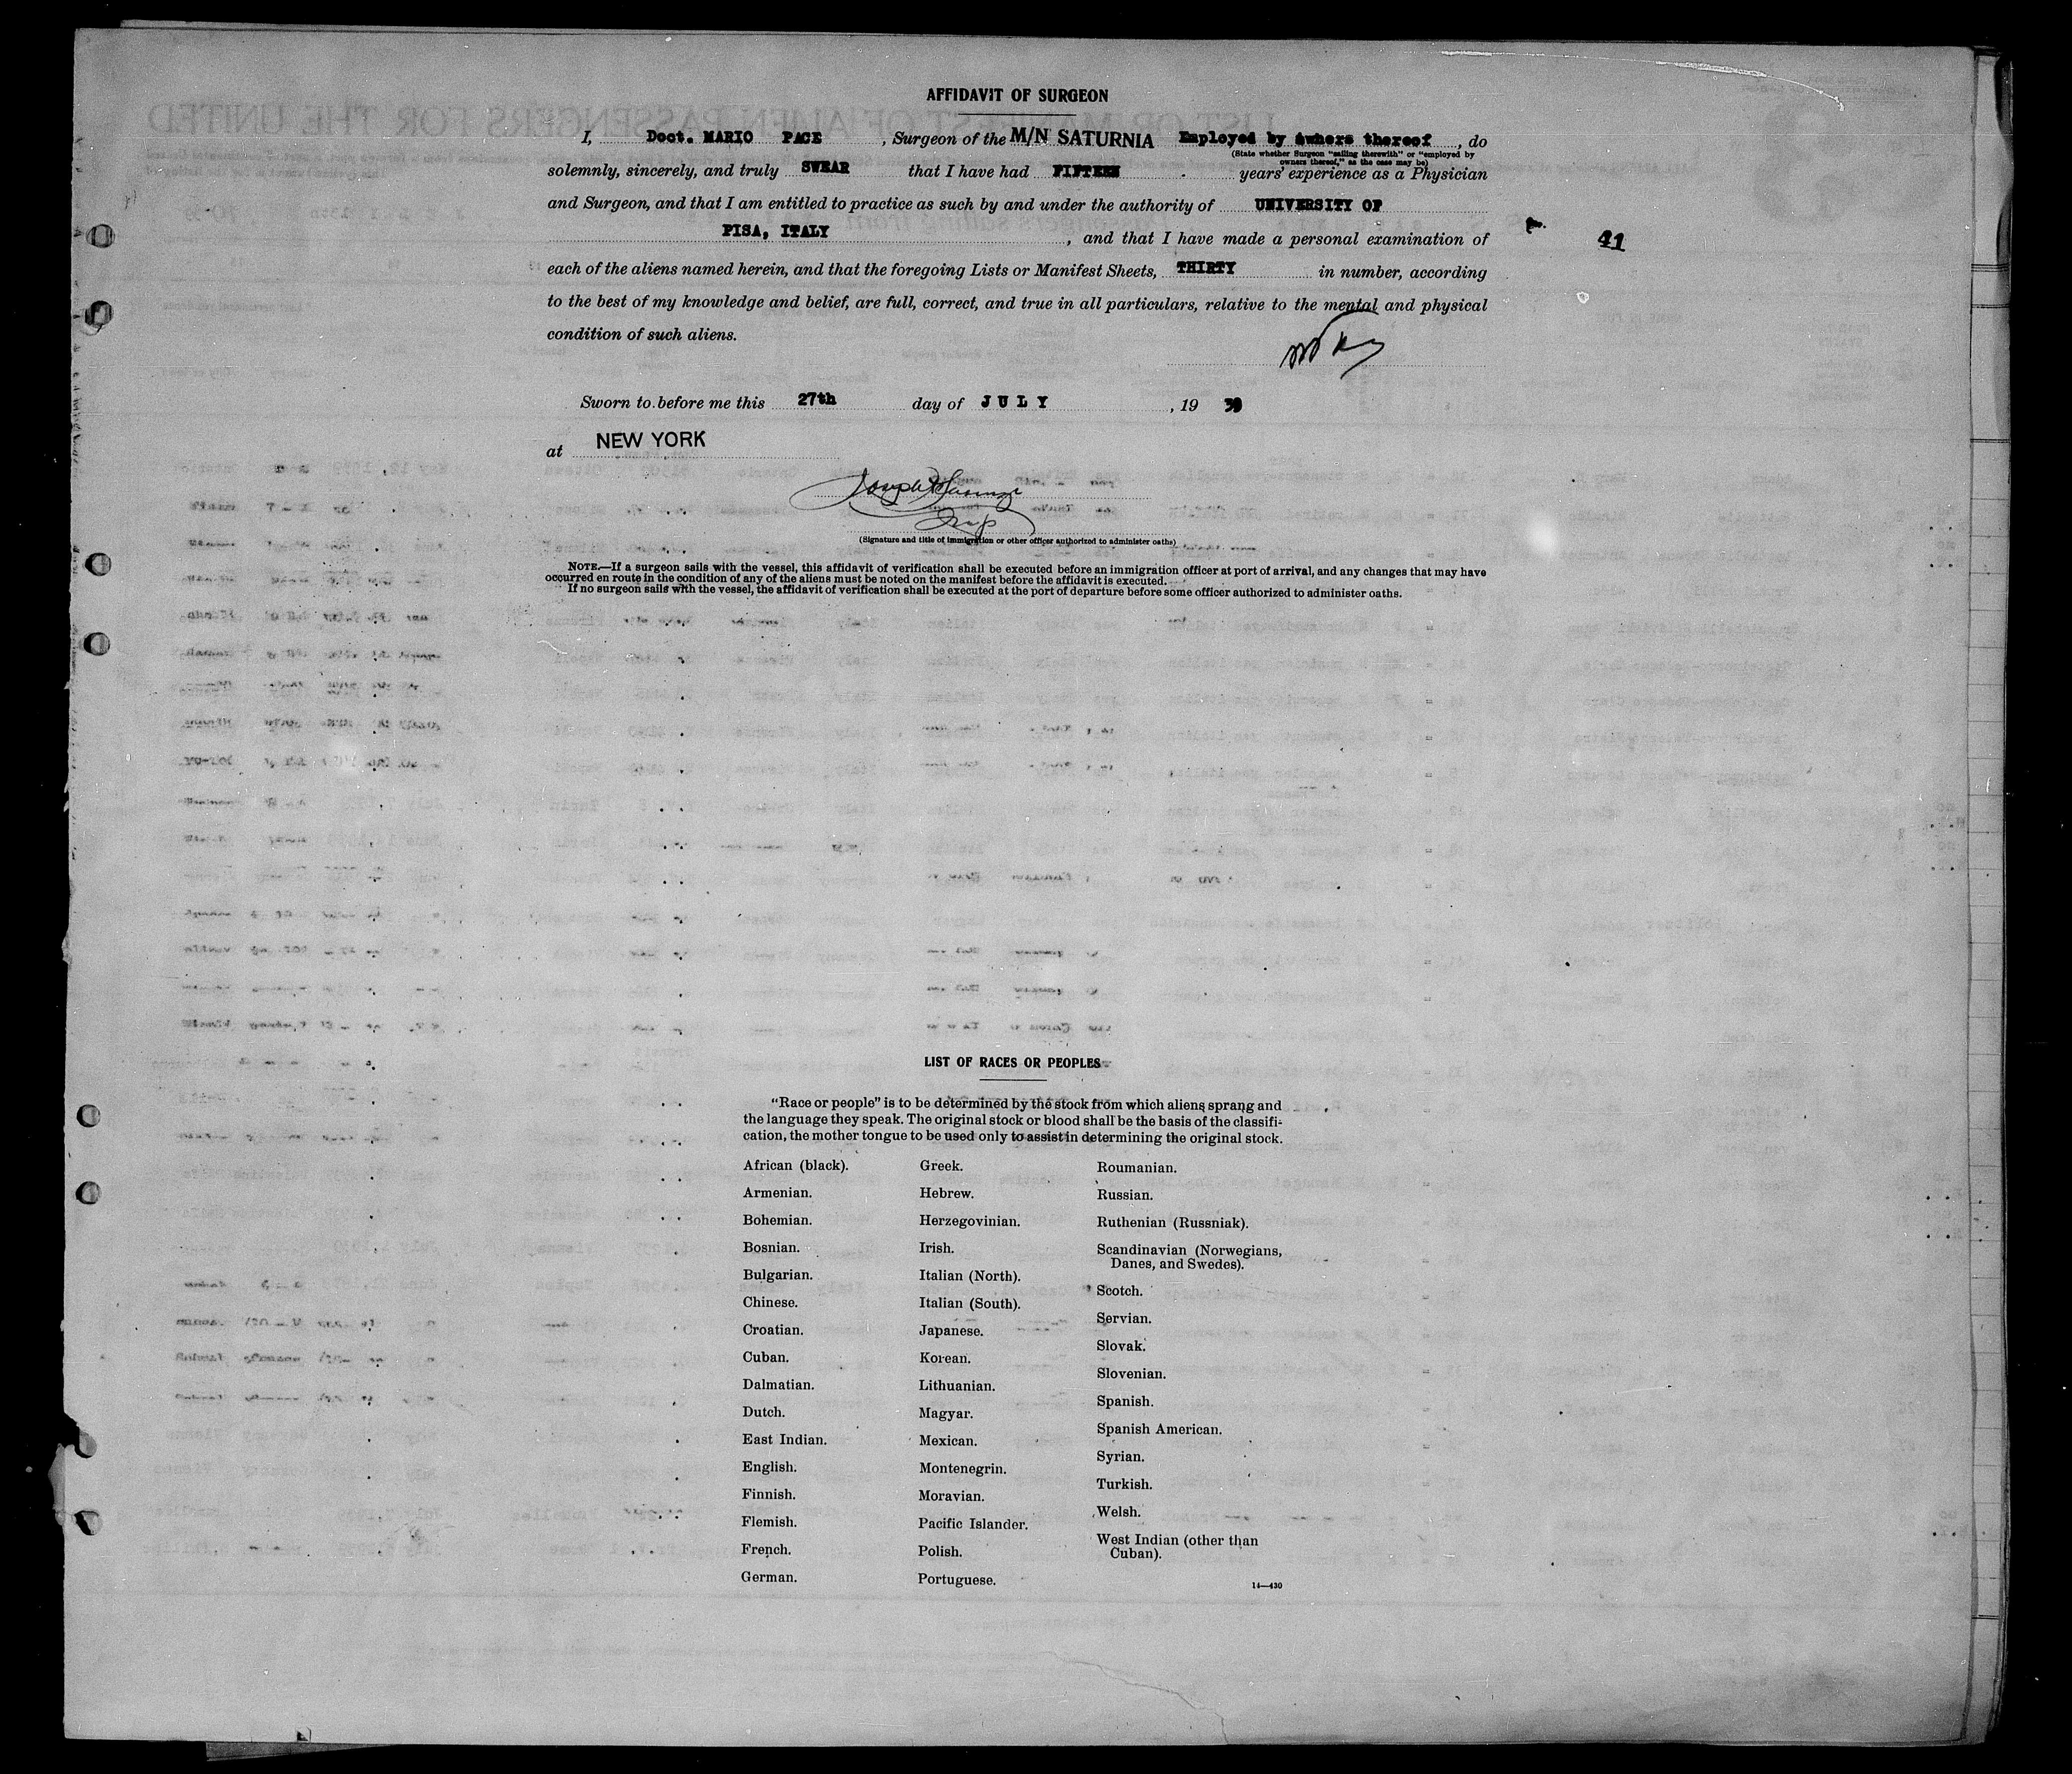 AFFIDAVIT OF SURGEON
I, Doct. MARIO PACE, Surgeon of the M/N SATURNIA Employed by owners thereof, do
(State whether Surgeon "sailing therewith" or "employed by
owners thereof," as the case may be)
solemnly, sincerely, and truly SWEAR that I have had FIFTEEN years' experience as a Physician
and Surgeon, and that I am entitled to practice as such by and under the authority of UNIVERSITY OF
PISA, ITALY, and that I have made a personal examination of
41
each of the aliens named herein, and that the foregoing Lists or Manifest Sheets, THIRTY in number, according
to the best of my knowledge and belief, are full, correct, and true in all particulars, relative to the mental and physical
condition of such aliens.
Sworn to before me this 27th day of JULY, 19 39
at NEW YORK
(Signature and title of immigration or other officer authorized to administer oaths)
NOTE.—If a surgeon sails with the vessel, this affidavit of verification shall be executed before an immigration officer at port of arrival, and any changes that may have
occurred en route in the condition of any of the aliens must be noted on the manifest before the affidavit is executed.
If no surgeon sails with the vessel, the affidavit of verification shall be executed at the port of departure before some officer authorized to administer oaths.
LIST OF RACES OR PEOPLES
"Race or people" is to be determined by the stock from which aliens sprang and
the language they speak. The original stock or blood shall be the basis of the classifi-
cation, the mother tongue to be used only to assist in determining the original stock.
African (black).
Armenian.
Bohemian.
Bosnian.
Bulgarian.
Chinese.
Croatian.
Cuban.
Dalmatian.
Dutch.
East Indian.
English.
Finnish.
Flemish.
French.
German.
Greek.
Hebrew.
Herzegovinian.
Irish.
Italian (North).
Italian (South).
Japanese.
Korean.
Lithuanian.
Magyar.
Mexican.
Montenegrin.
Moravian.
Pacific Islander.
Polish.
Portuguese.
Roumanian.
Russian.
Ruthenian (Russniak).
Scandinavian (Norwegians,
Danes, and Swedes).
Scotch.
Servian.
Slovak.
Slovenian.
Spanish.
Spanish American.
Syrian.
Turkish.
Welsh.
West Indian (other than
Cuban).
14—430